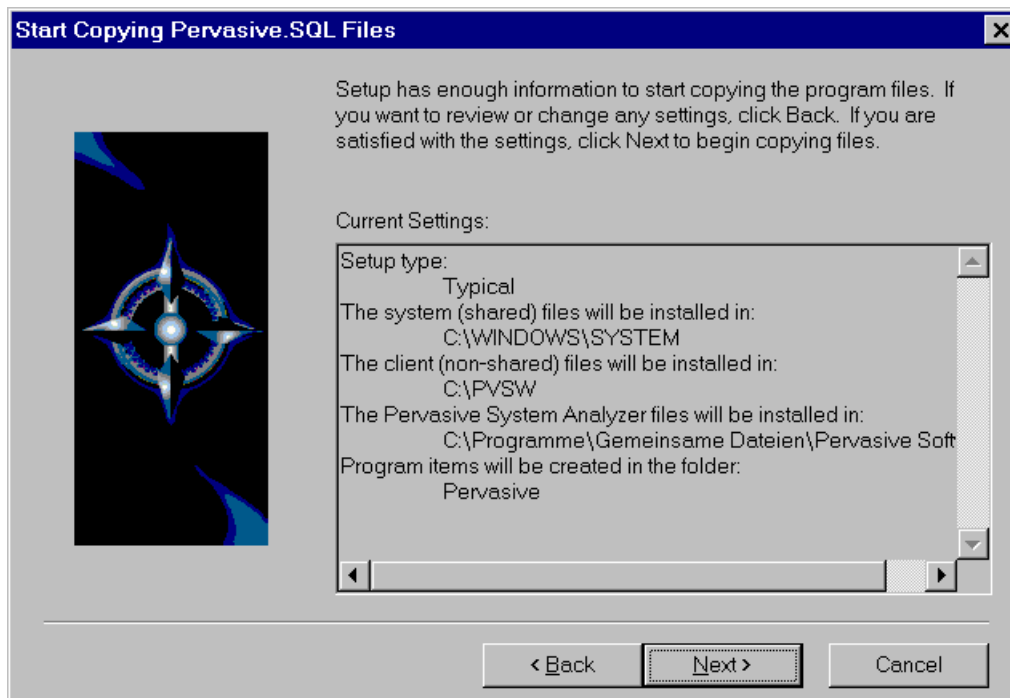 Start Copying Pervasive.SQL Files
Setup has enough information to start copying the program files. If
you want to review or change any settings, click Back. If you are
satisfied with the settings, click Next to begin copying files.
Current Settings:
Setup type:
Typical
The system (shared) files will be installed in:
C:\WINDOWS\SYSTEM
The client (non-shared) files will be installed in:
C:\PVSW
The Pervasive System Analyzer files will be installed in:
C:\Programme\Gemeinsame Dateien\Pervasive Soft
Program items will be created in the folder:
Pervasive
< Back
Next >
Cancel